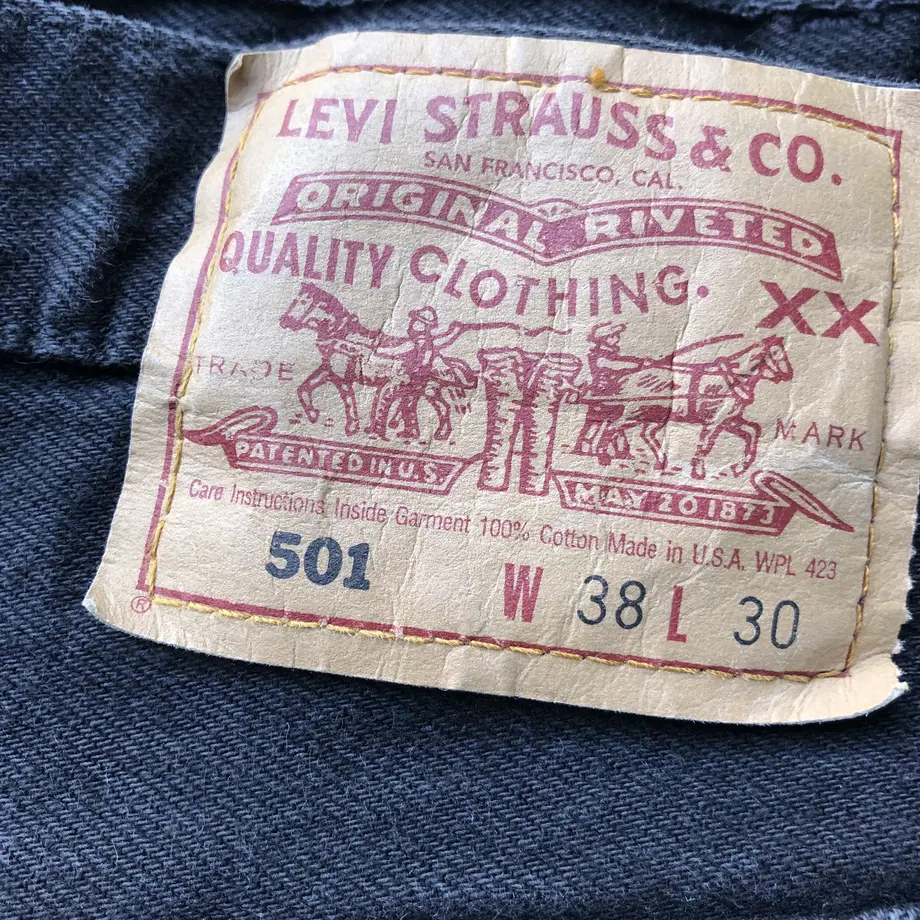 LEVI STRAUSS & CO.
SAN FRANCISCO, CAL.
ORIGINAL RIVETED
QUALITY CLOTHING. XX
TRADE MARK
PATENTED IN U.S. MAY 20 1873
Care Instructions Inside Garment 100% Cotton Made in U.S.A. WPL 423
501 W 38 L 30
®